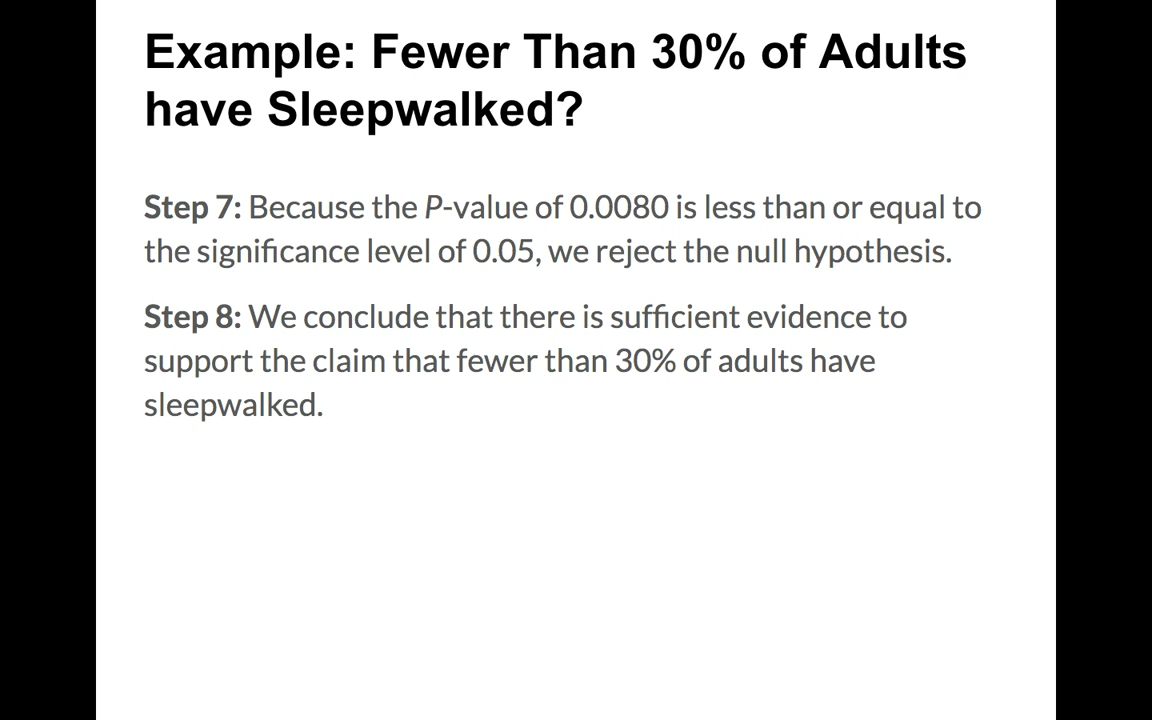 Example: Fewer Than 30% of Adults
have Sleepwalked?
Step 7: Because the P-value of 0.0080 is less than or equal to
the significance level of 0.05, we reject the null hypothesis.
Step 8: We conclude that there is sufficient evidence to
support the claim that fewer than 30% of adults have
sleepwalked.